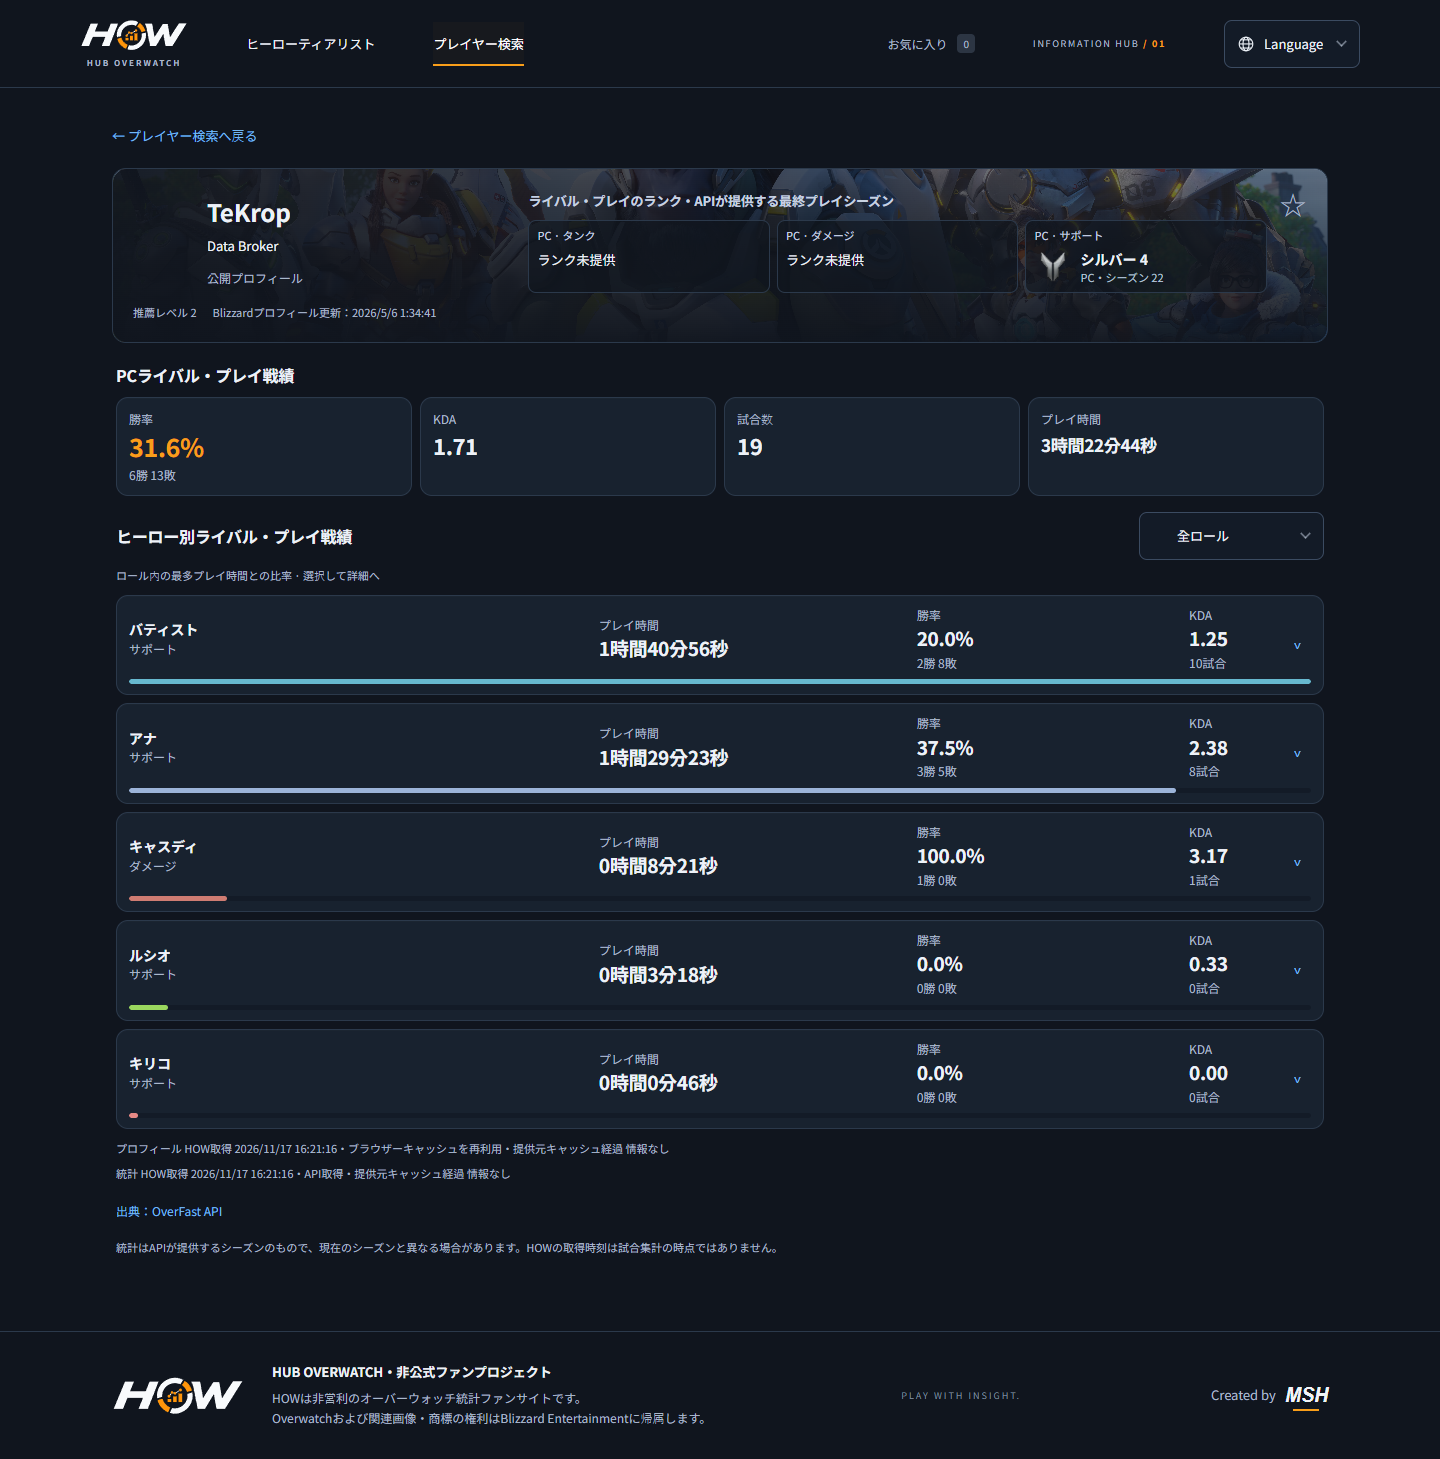 HOW
HUB OVERWATCH
ヒーローティアリスト
プレイヤー検索
お気に入り 0
INFORMATION HUB / 01
Language
← プレイヤー検索へ戻る
TeKrop
Data Broker
公開プロフィール
推薦レベル 2 Blizzardプロフィール更新：2026/5/6 1:34:41
ライバル・プレイのランク・APIが提供する最終プレイシーズン
PC · タンク
ランク未提供
PC · ダメージ
ランク未提供
PC · サポート
シルバー 4
PC · シーズン 22
PCライバル・プレイ戦績
勝率
31.6%
6勝 13敗
KDA
1.71
試合数
19
プレイ時間
3時間22分44秒
ヒーロー別ライバル・プレイ戦績
全ロール
ロール内の最多プレイ時間との比率 · 選択して詳細へ
バティスト
サポート
プレイ時間
1時間40分56秒
勝率
20.0%
2勝 8敗
KDA
1.25
10試合
v
アナ
サポート
プレイ時間
1時間29分23秒
勝率
37.5%
3勝 5敗
KDA
2.38
8試合
v
キャスディ
ダメージ
プレイ時間
0時間8分21秒
勝率
100.0%
1勝 0敗
KDA
3.17
1試合
v
ルシオ
サポート
プレイ時間
0時間3分18秒
勝率
0.0%
0勝 0敗
KDA
0.33
0試合
v
キリコ
サポート
プレイ時間
0時間0分46秒
勝率
0.0%
0勝 0敗
KDA
0.00
0試合
v
プロフィール HOW取得 2026/11/17 16:21:16・ブラウザーキャッシュを再利用・提供元キャッシュ経過 情報なし
統計 HOW取得 2026/11/17 16:21:16・API取得・提供元キャッシュ経過 情報なし
出典：OverFast API
統計はAPIが提供するシーズンのもので、現在のシーズンと異なる場合があります。HOWの取得時刻は試合集計の時点ではありません。
HOW
HUB OVERWATCH・非公式ファンプロジェクト
HOWは非営利のオーバーウォッチ統計ファンサイトです。
Overwatchおよび関連画像・商標の権利はBlizzard Entertainmentに帰属します。
PLAY WITH INSIGHT.
Created by MSH